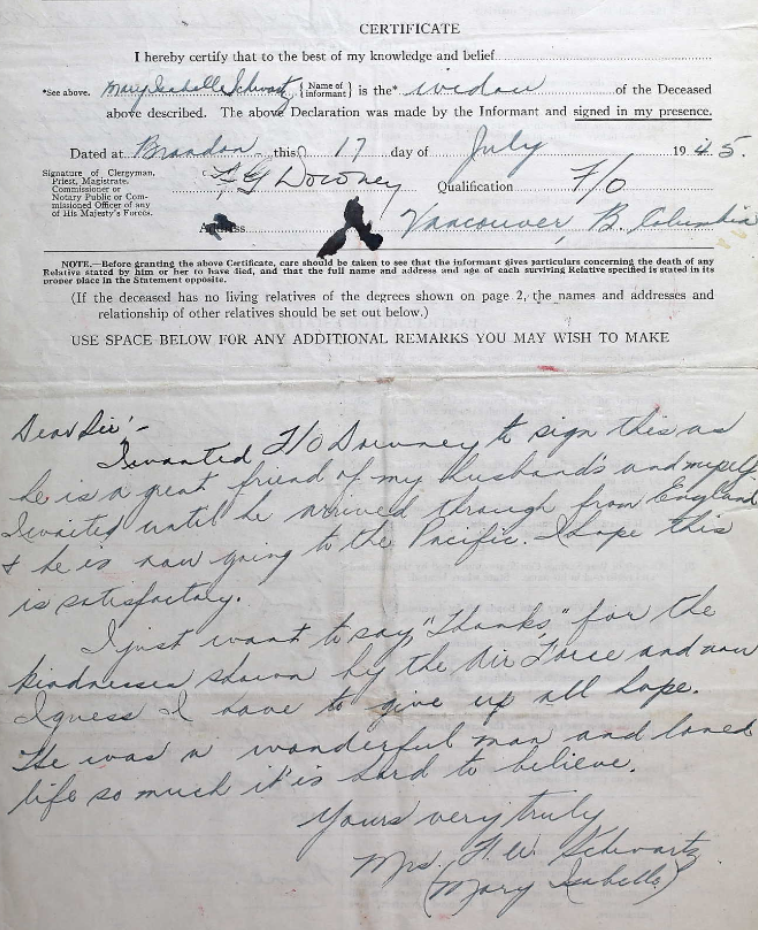 CERTIFICATE
I hereby certify that to the best of my knowledge and belief
*See above. Mary Isabelle Schwartz {Name of informant} is the* widow of the Deceased
above described. The above Declaration was made by the Informant and signed in my presence.
Dated at Brandon this 17 day of July 1945.
Signature of Clergyman, Priest, Magistrate, Commissioner or Notary Public or Commissioned Officer of any of His Majesty's Forces. Downey Qualification F/O
Address Vancouver, B. Columbia
NOTE.—Before granting the above Certificate, care should be taken to see that the informant gives particulars concerning the death of any
Relative stated by him or her to have died, and that the full name and address and age of each surviving Relative specified is stated in its
proper place in the Statement opposite.
(If the deceased has no living relatives of the degrees shown on page 2, the names and addresses and
relationship of other relatives should be set out below.)
USE SPACE BELOW FOR ANY ADDITIONAL REMARKS YOU MAY WISH TO MAKE
Dear Sir:-
I wanted F/O Downey to sign this as
he is a great friend of my husband's and myself
I waited until he arrived through from England
& he is now going to the Pacific. I hope this
is satisfactory.
I just want to say "Thanks" for the
kindnesses shown by the Air Force and now
I guess I have to give up all hope.
He was a wonderful man and loved
life so much it is hard to believe.
Yours very truly
Mrs. F. W. Schwartz
(Mary Isabelle)